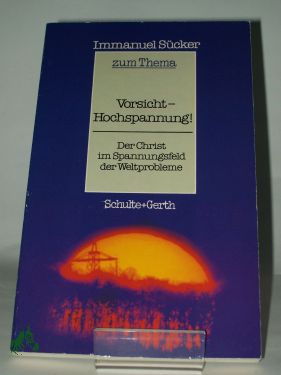 Immanuel Sücker
zum Thema
Vorsicht–
Hochspannung!
Der Christ
im Spannungsfeld
der Weltprobleme
Schulte+Gerth